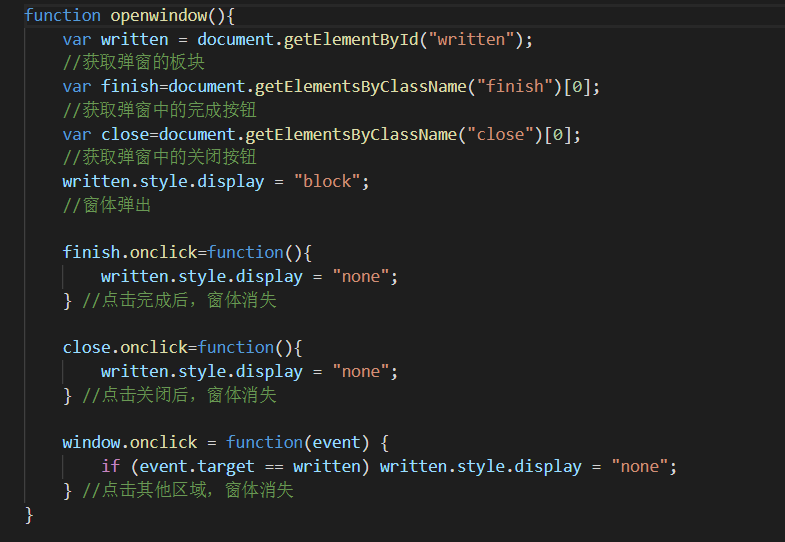 function openwindow(){
var written = document.getElementById("written");
//获取弹窗的板块
var finish=document.getElementsByClassName("finish")[0];
//获取弹窗中的完成按钮
var close=document.getElementsByClassName("close")[0];
//获取弹窗中的关闭按钮
written.style.display = "block";
//窗体弹出
finish.onclick=function(){
written.style.display = "none";
} //点击完成后，窗体消失
close.onclick=function(){
written.style.display = "none";
} //点击关闭后，窗体消失
window.onclick = function(event) {
if (event.target == written) written.style.display = "none";
} //点击其他区域，窗体消失
}